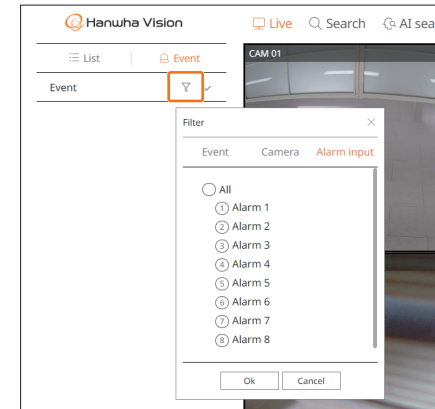 Hanwha Vision
Live Search AI sea
List Event
CAM 01
Event
Filter
Event Camera Alarm input
All
1 Alarm 1
2 Alarm 2
3 Alarm 3
4 Alarm 4
5 Alarm 5
6 Alarm 6
7 Alarm 7
8 Alarm 8
Ok Cancel